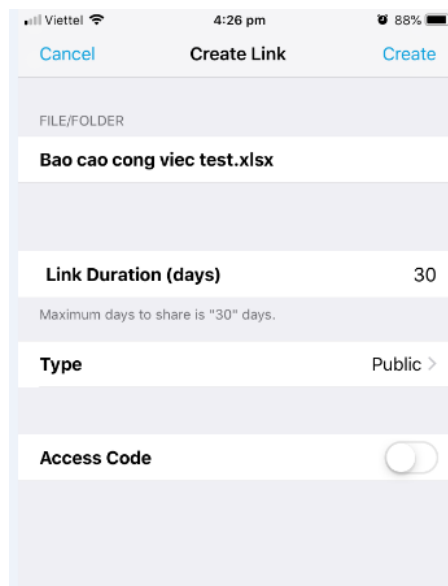 Viettel 4:26 pm 88%
Cancel Create Link Create
FILE/FOLDER
Bao cao cong viec test.xlsx
Link Duration (days) 30
Maximum days to share is "30" days.
Type Public >
Access Code